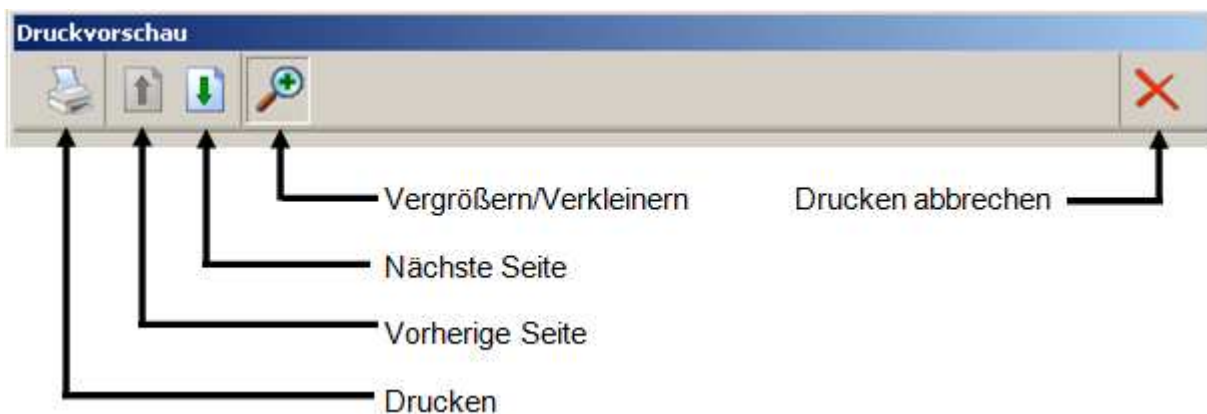 Druckvorschau
Vergrößern/Verkleinern
Drucken abbrechen
Nächste Seite
Vorherige Seite
Drucken